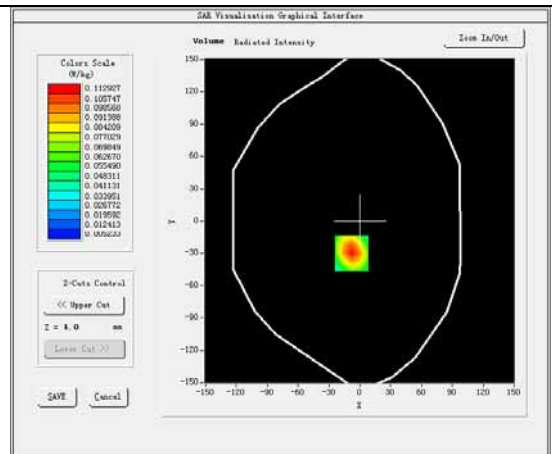 SAR Visualisation Graphical Interface
Volume Radiated Intensity
Zoom In/Out
Colors Scale
(W/kg)
0.112927
0.105747
0.098568
0.091388
0.084209
0.077029
0.069849
0.062670
0.055490
0.048311
0.041131
0.033951
0.026772
0.019592
0.012413
0.005233
Z-Cuts Control
<< Upper Cut
Z = 4.0 mm
Lower Cut >>
SAVE
Cancel
150
120
90
60
30
0
-30
-60
-90
-120
-150
Y
-150 -120 -90 -60 -30 0 30 60 90 120 150
X